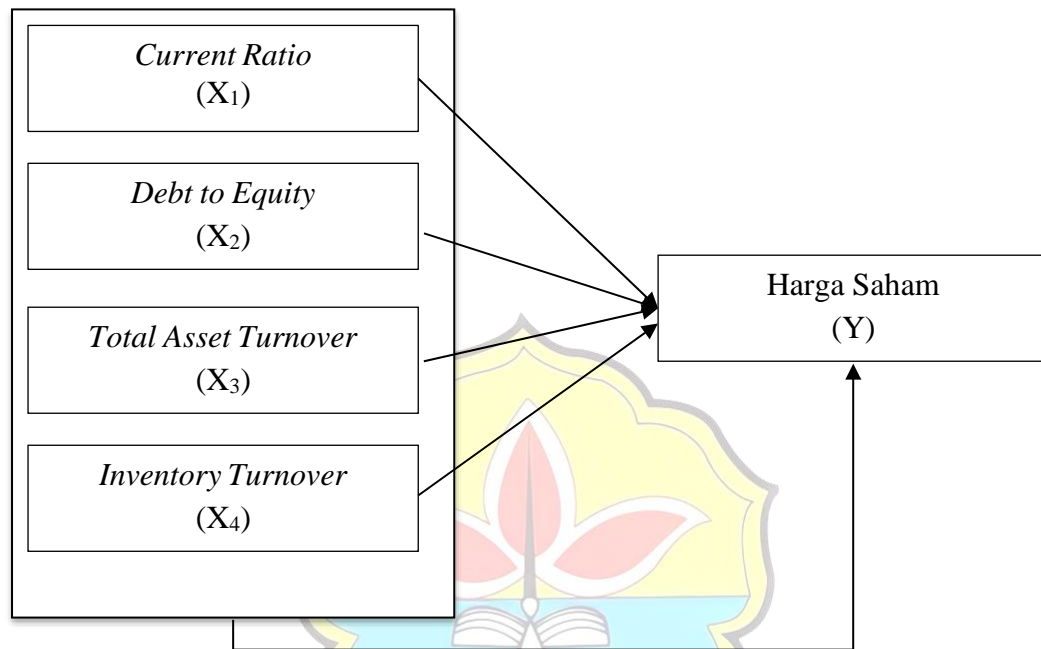 Current Ratio
(X₁)
Debt to Equity
(X₂)
Total Asset Turnover
(X₃)
Inventory Turnover
(X₄)
Harga Saham
(Y)